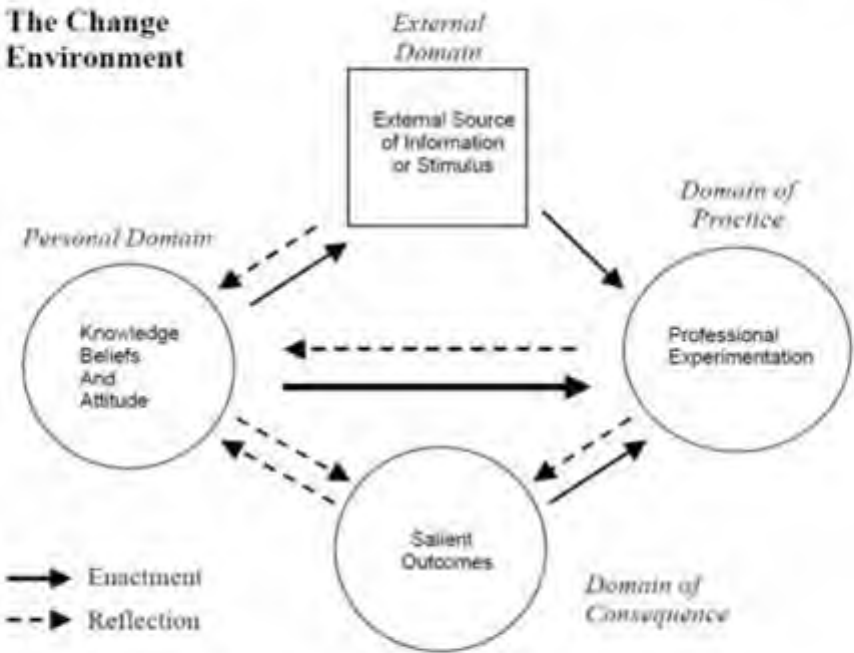 The Change
Environment
External
Domain
External Source
of Information
or Stimulus
Domain of
Practice
Personal Domain
Knowledge
Beliefs
And
Attitude
Professional
Experimentation
Salient
Outcomes
Domain of
Consequence
Enactment
Reflection